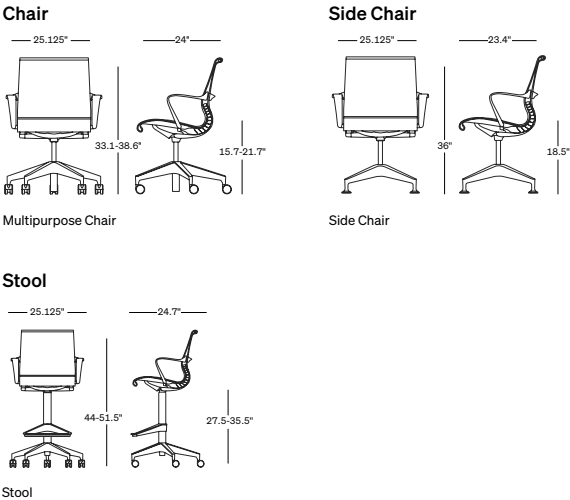 Chair
25.125"
24"
33.1-38.6"
15.7-21.7"
Multipurpose Chair
Side Chair
25.125"
23.4"
36"
18.5"
Side Chair
Stool
25.125"
24.7"
44-51.5"
27.5-35.5"
Stool